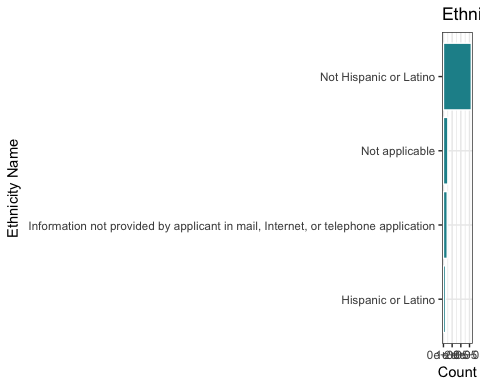 Ethni
Not Hispanic or Latino
Not applicable
Information not provided by applicant in mail, Internet, or telephone application
Hispanic or Latino
Ethnicity Name
Count